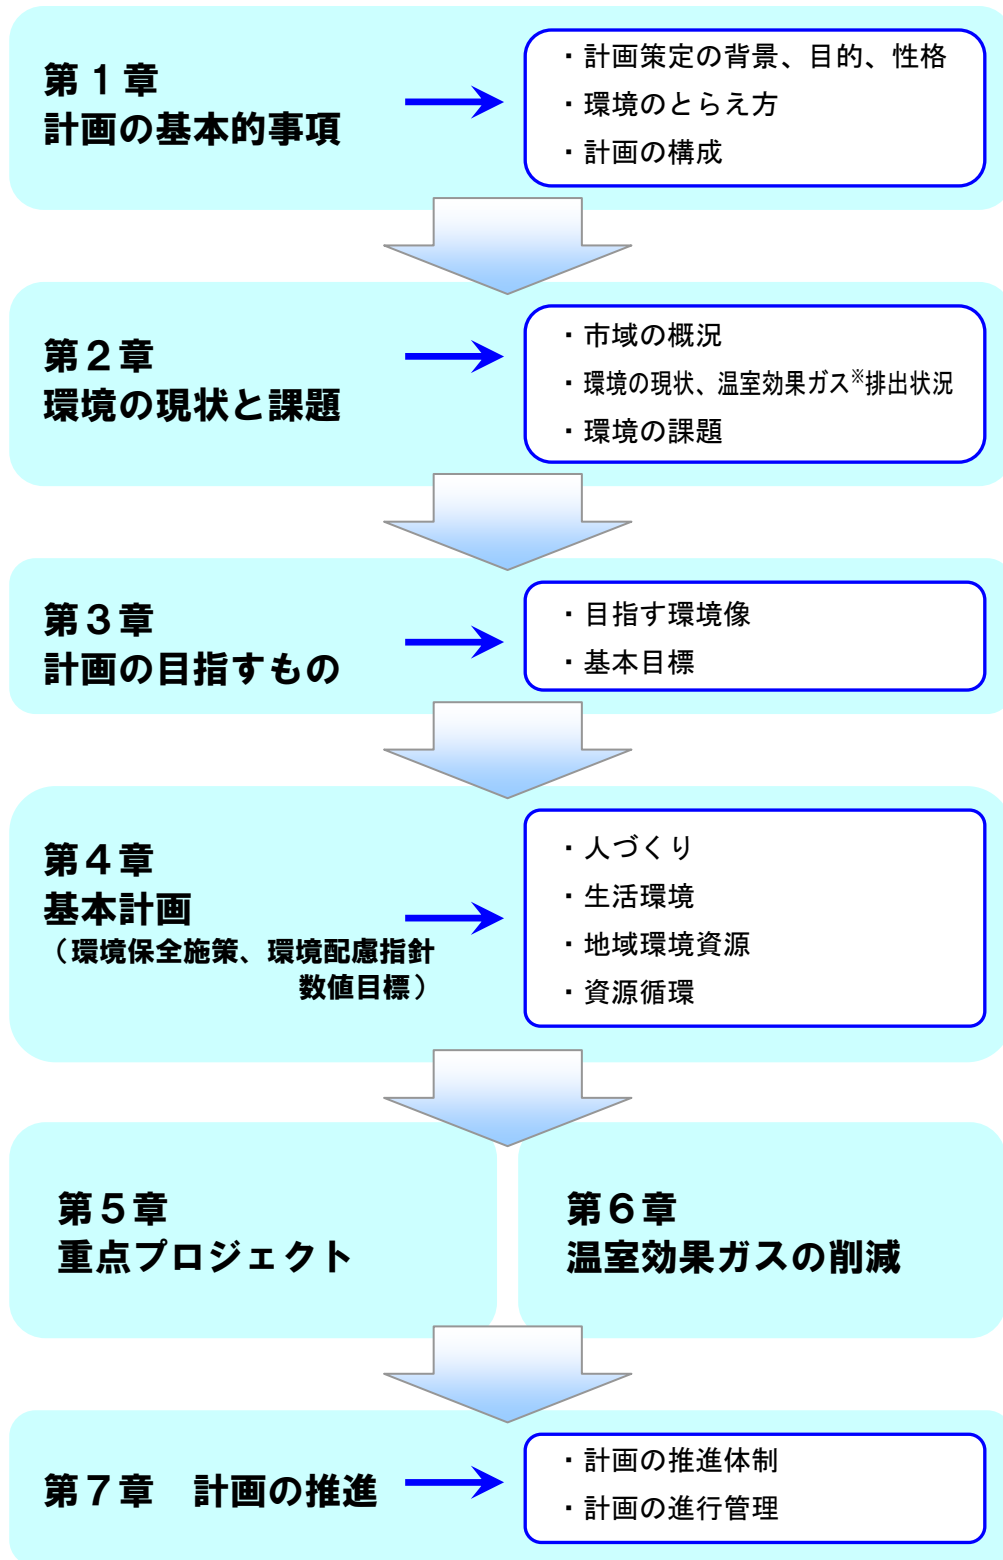 第１章
計画の基本的事項
・計画策定の背景、目的、性格
・環境のとらえ方
・計画の構成
第２章
環境の現状と課題
・市域の概況
・環境の現状、温室効果ガス※排出状況
・環境の課題
第３章
計画の目指すもの
・目指す環境像
・基本目標
第４章
基本計画
（環境保全施策、環境配慮指針
数値目標）
・人づくり
・生活環境
・地域環境資源
・資源循環
第５章
重点プロジェクト
第６章
温室効果ガスの削減
第７章　計画の推進
・計画の推進体制
・計画の進行管理